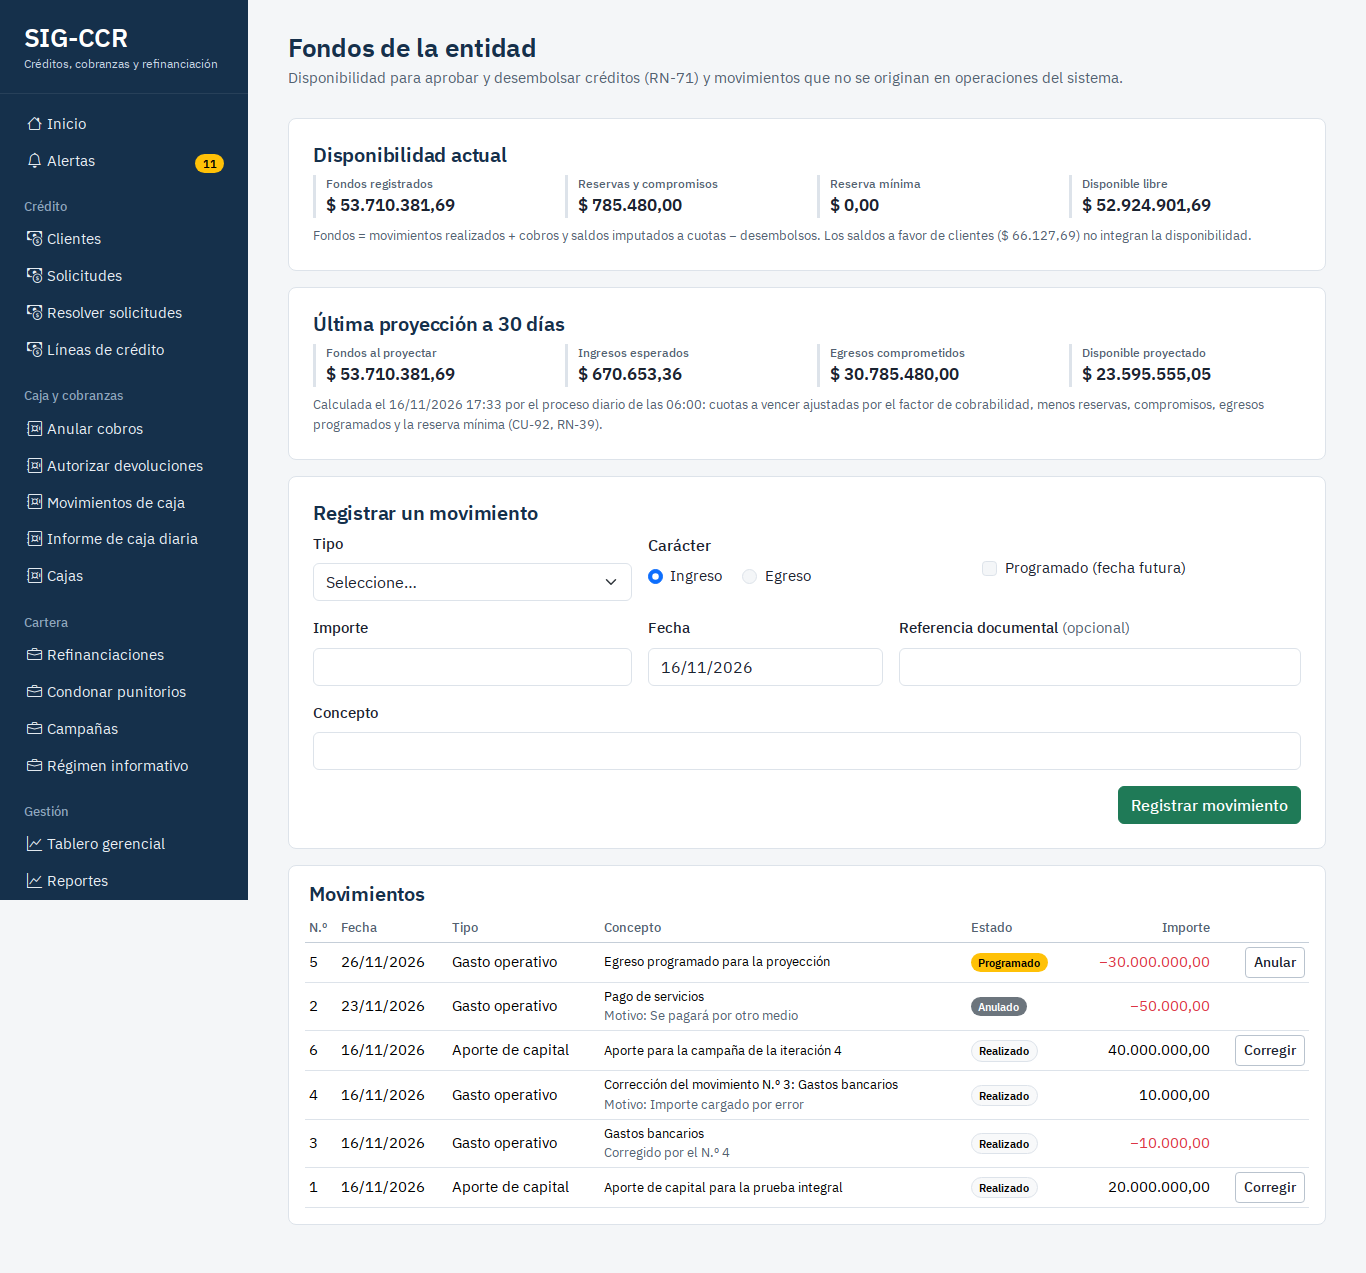 SIG-CCR
Créditos, cobranzas y refinanciación
Inicio
Alertas 11
Crédito
Clientes
Solicitudes
Resolver solicitudes
Líneas de crédito
Caja y cobranzas
Anular cobros
Autorizar devoluciones
Movimientos de caja
Informe de caja diaria
Cajas
Cartera
Refinanciaciones
Condonar punitorios
Campañas
Régimen informativo
Gestión
Tablero gerencial
Reportes
Fondos de la entidad
Disponibilidad para aprobar y desembolsar créditos (RN-71) y movimientos que no se originan en operaciones del sistema.
Disponibilidad actual
Fondos registrados Reservas y compromisos Reserva mínima Disponible libre
$ 53.710.381,69 $ 785.480,00 $ 0,00 $ 52.924.901,69
Fondos = movimientos realizados + cobros y saldos imputados a cuotas − desembolsos. Los saldos a favor de clientes ($ 66.127,69) no integran la disponibilidad.
Última proyección a 30 días
Fondos al proyectar Ingresos esperados Egresos comprometidos Disponible proyectado
$ 53.710.381,69 $ 670.653,36 $ 30.785.480,00 $ 23.595.555,05
Calculada el 16/11/2026 17:33 por el proceso diario de las 06:00: cuotas a vencer ajustadas por el factor de cobrabilidad, menos reservas, compromisos, egresos
programados y la reserva mínima (CU-92, RN-39).
Registrar un movimiento
Tipo Carácter
Seleccione... Ingreso Egreso Programado (fecha futura)
Importe Fecha Referencia documental (opcional)
16/11/2026
Concepto
Registrar movimiento
Movimientos
N.º Fecha Tipo Concepto Estado Importe
5 26/11/2026 Gasto operativo Egreso programado para la proyección Programado −30.000.000,00 Anular
2 23/11/2026 Gasto operativo Pago de servicios Anulado −50.000,00
Motivo: Se pagará por otro medio
6 16/11/2026 Aporte de capital Aporte para la campaña de la iteración 4 Realizado 40.000.000,00 Corregir
4 16/11/2026 Gasto operativo Corrección del movimiento N.º 3: Gastos bancarios Realizado 10.000,00
Motivo: Importe cargado por error
3 16/11/2026 Gasto operativo Gastos bancarios Realizado −10.000,00
Corregido por el N.º 4
1 16/11/2026 Aporte de capital Aporte de capital para la prueba integral Realizado 20.000.000,00 Corregir